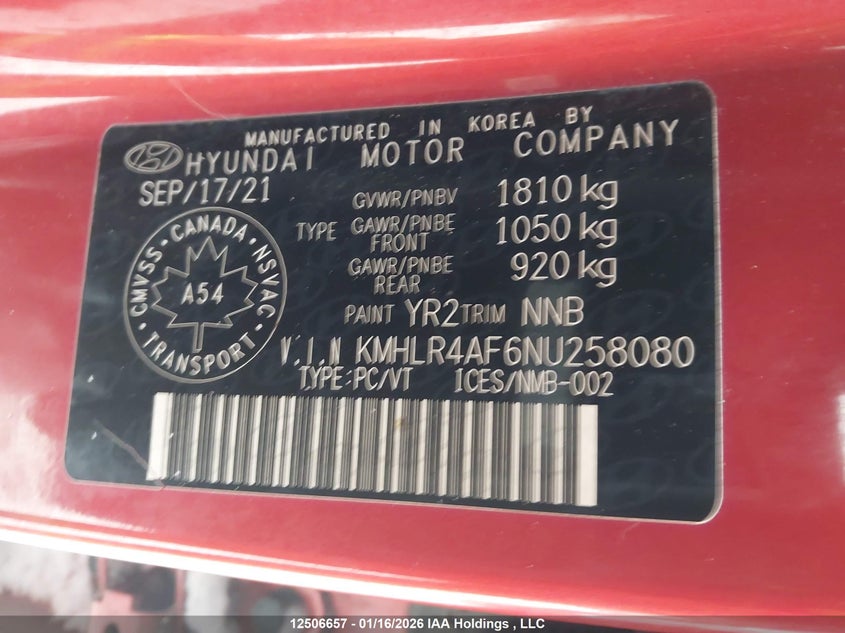 MANUFACTURED IN KOREA BY
HYUNDAI MOTOR COMPANY
SEP/17/21
GVWR/PNBV 1810 kg
TYPE GAWR/PNBE FRONT 1050 kg
GAWR/PNBE REAR 920 kg
CMVSS • CANADA • NSVAC
A54
TRANSPORT
PAINT YR2 TRIM NNB
V.I.N KMHLR4AF6NU258080
TYPE:PC/VT ICES/NMB-002
12506657 - 01/16/2026 IAA Holdings , LLC